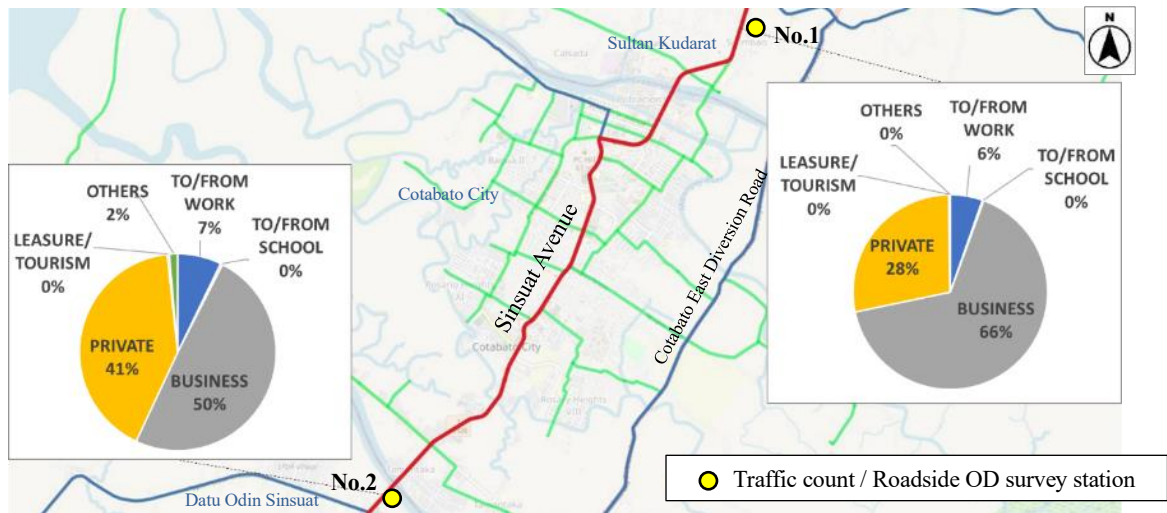 N
Sultan Kudarat
No.1
OTHERS
0%
TO/FROM
WORK
6%
TO/FROM
SCHOOL
0%
LEASURE/
TOURISM
0%
PRIVATE
28%
BUSINESS
66%
OTHERS
2%
TO/FROM
WORK
7%
TO/FROM
SCHOOL
0%
LEASURE/
TOURISM
0%
PRIVATE
41%
BUSINESS
50%
Cotabato City
Sinsuat Avenue
Cotabato East Diversion Road
Cotabato City
No.2
Datu Odin Sinsuat
Traffic count / Roadside OD survey station